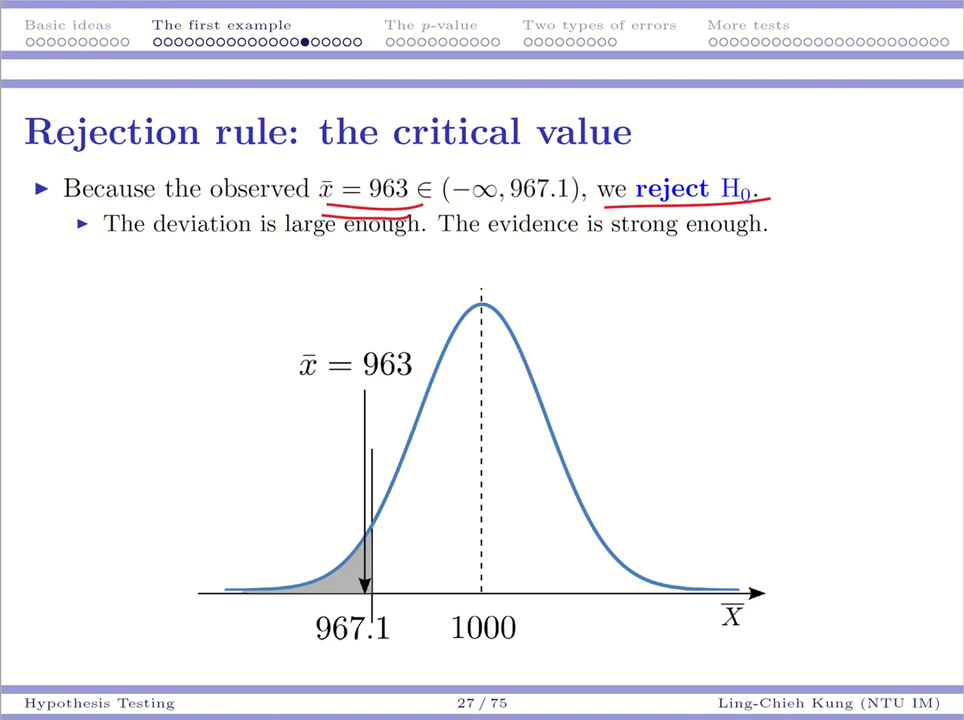 Basic ideas The first example The p-value Two types of errors More tests
Rejection rule: the critical value
Because the observed x̄ = 963 ∈ (−∞, 967.1), we reject H₀.
The deviation is large enough. The evidence is strong enough.
x̄ = 963
967.1 1000 X̄
Hypothesis Testing 27 / 75 Ling-Chieh Kung (NTU IM)